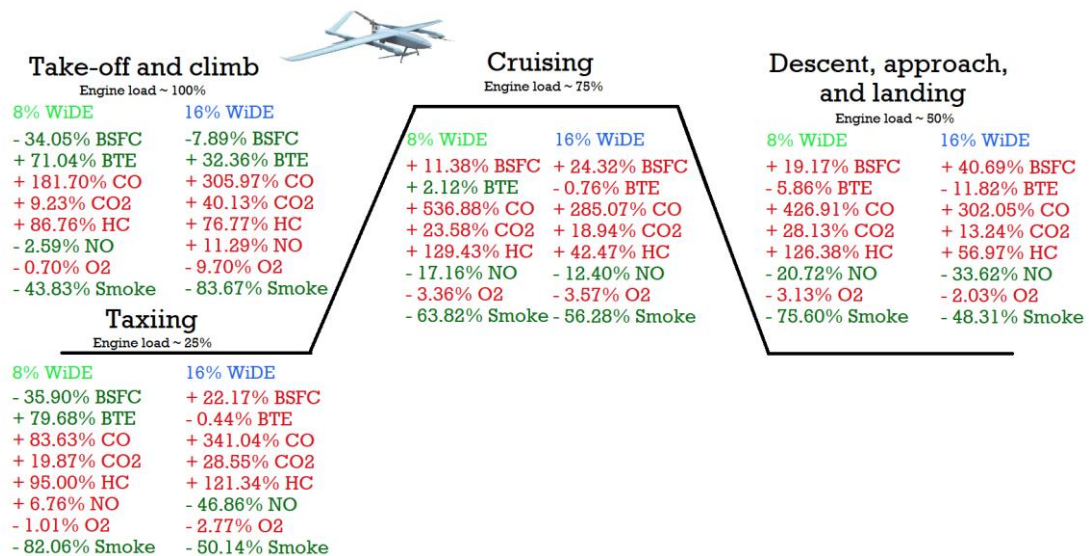 Take-off and climb
Engine load ~ 100%
8% WiDE
- 34.05% BSFC
+ 71.04% BTE
+ 181.70% CO
+ 9.23% CO2
+ 86.76% HC
- 2.59% NO
- 0.70% O2
- 43.83% Smoke
16% WiDE
-7.89% BSFC
+ 32.36% BTE
+ 305.97% CO
+ 40.13% CO2
+ 76.77% HC
+ 11.29% NO
- 9.70% O2
- 83.67% Smoke
Taxiing
Engine load ~ 25%
8% WiDE
- 35.90% BSFC
+ 79.68% BTE
+ 83.63% CO
+ 19.87% CO2
+ 95.00% HC
+ 6.76% NO
- 1.01% O2
- 82.06% Smoke
16% WiDE
+ 22.17% BSFC
- 0.44% BTE
+ 341.04% CO
+ 28.55% CO2
+ 121.34% HC
- 46.86% NO
- 2.77% O2
- 50.14% Smoke
Cruising
Engine load ~ 75%
8% WiDE
+ 11.38% BSFC
+ 2.12% BTE
+ 536.88% CO
+ 23.58% CO2
+ 129.43% HC
- 17.16% NO
- 3.36% O2
- 63.82% Smoke
16% WiDE
+ 24.32% BSFC
- 0.76% BTE
+ 285.07% CO
+ 18.94% CO2
+ 42.47% HC
- 12.40% NO
- 3.57% O2
- 56.28% Smoke
Descent, approach,
and landing
Engine load ~ 50%
8% WiDE
+ 19.17% BSFC
- 5.86% BTE
+ 426.91% CO
+ 28.13% CO2
+ 126.38% HC
- 20.72% NO
- 3.13% O2
- 75.60% Smoke
16% WiDE
+ 40.69% BSFC
- 11.82% BTE
+ 302.05% CO
+ 13.24% CO2
+ 56.97% HC
- 33.62% NO
- 2.03% O2
- 48.31% Smoke